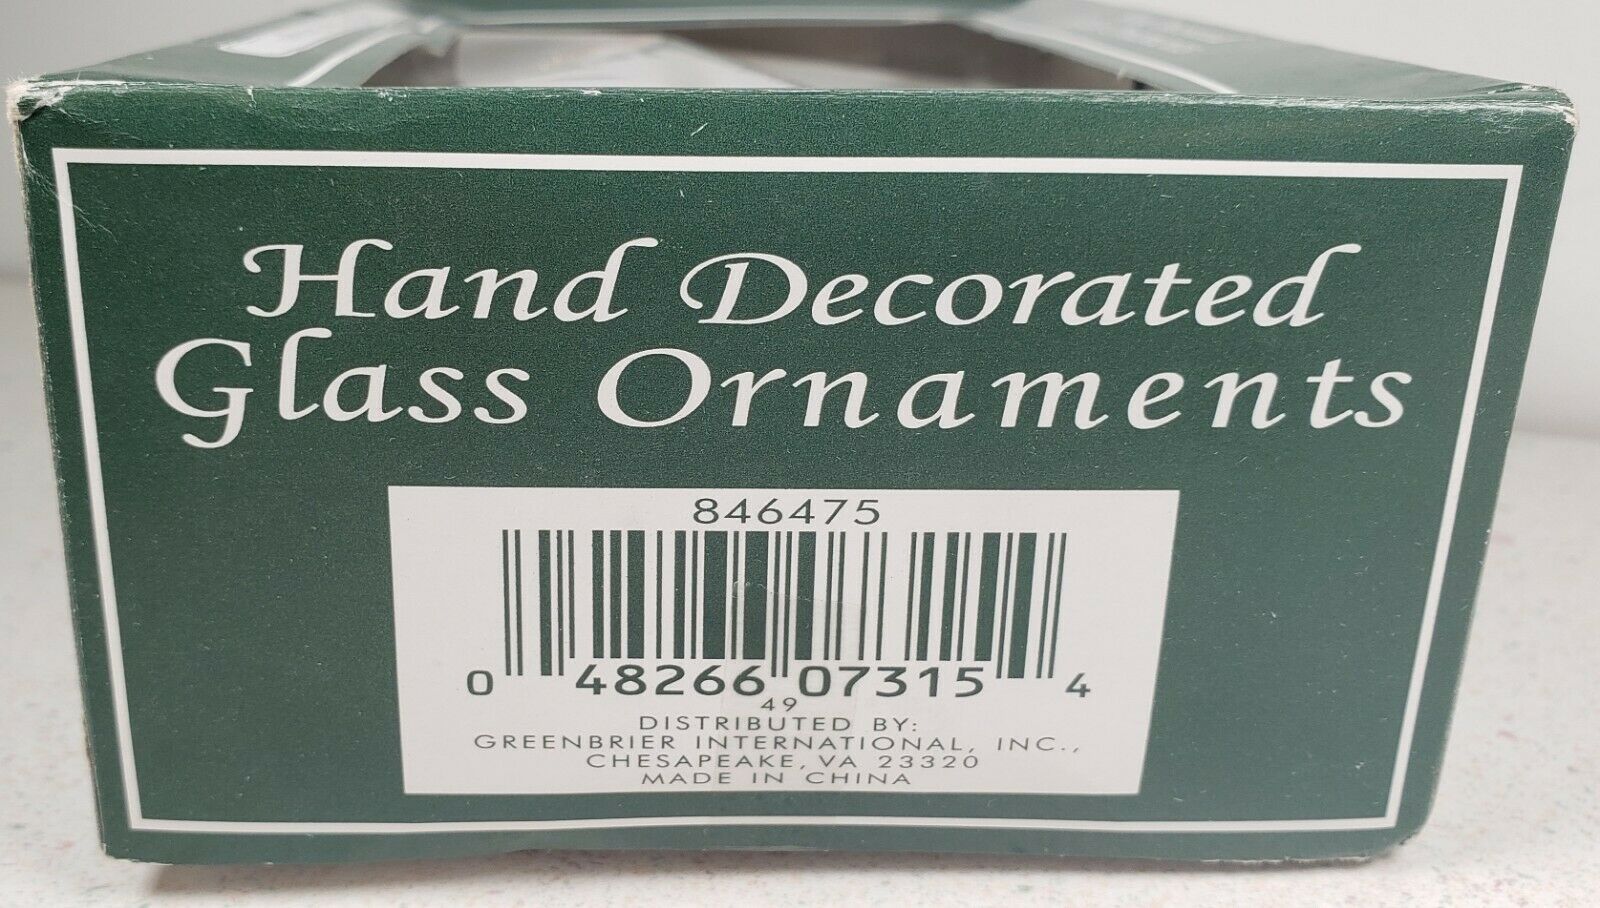 Hand Decorated
Glass Ornaments
846475
0 48266 07315 4
49
DISTRIBUTED BY:
GREENBRIER INTERNATIONAL, INC.,
CHESAPEAKE, VA 23320
MADE IN CHINA